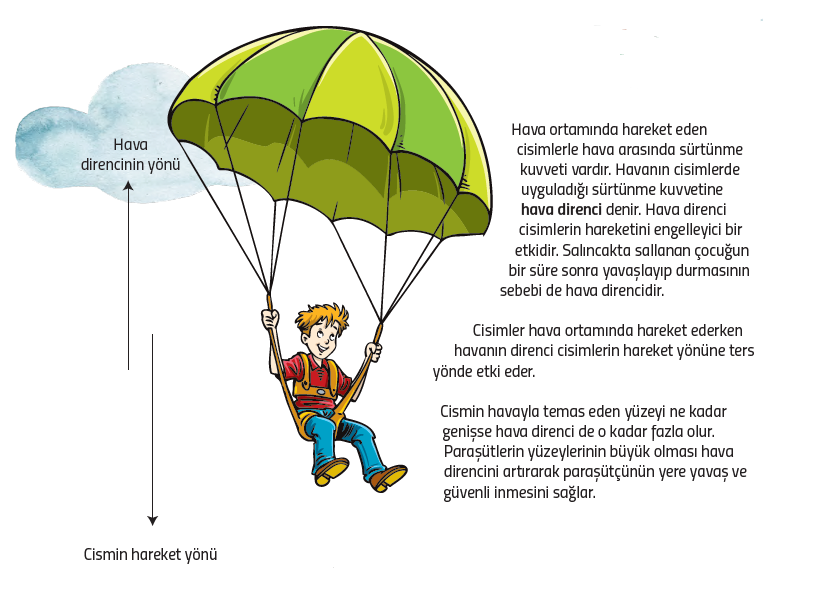 Hava
direncinin yönü
Hava ortamında hareket eden
cisimlerle hava arasında sürtünme
kuvveti vardır. Havanın cisimlerde
uyguladığı sürtünme kuvvetine
hava direnci denir. Hava direnci
cisimlerin hareketini engelleyici bir
etkidir. Salıncakta sallanan çocuğun
bir süre sonra yavaşlayıp durmasının
sebebi de hava direncidir.
Cisimler hava ortamında hareket ederken
havanın direnci cisimlerin hareket yönüne ters
yönde etki eder.
Cismin havayla temas eden yüzeyi ne kadar
genişse hava direnci de o kadar fazla olur.
Paraşütlerin yüzeylerinin büyük olması hava
direncini artırarak paraşütçünün yere yavaş ve
güvenli inmesini sağlar.
Cismin hareket yönü